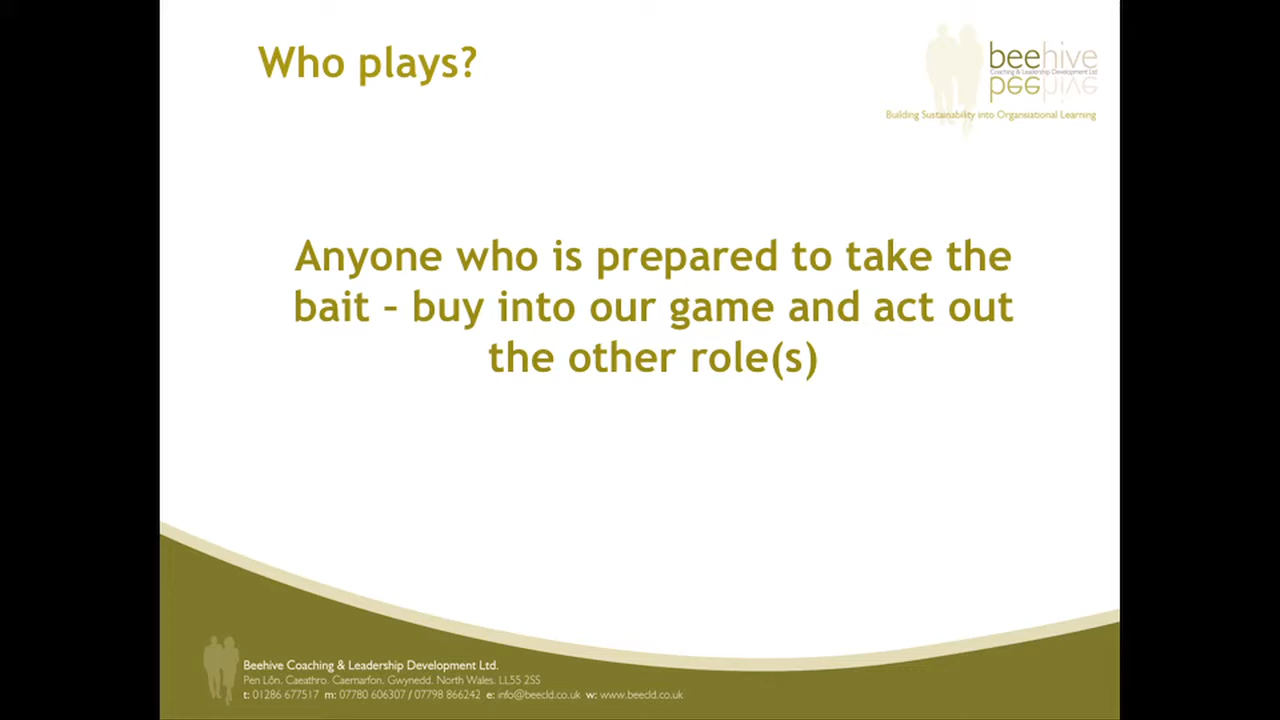 Who plays?
beehive
Coaching & Leadership Development Ltd
Building Sustainability into Organsiational Learning
Anyone who is prepared to take the
bait – buy into our game and act out
the other role(s)
Beehive Coaching & Leadership Development Ltd.
Pen Lôn. Caeathro. Caernarfon. Gwynedd. North Wales. LL55 2SS
t: 01286 677517 m: 07780 606307 / 07798 866242 e: info@beecld.co.uk w: www.beecld.co.uk